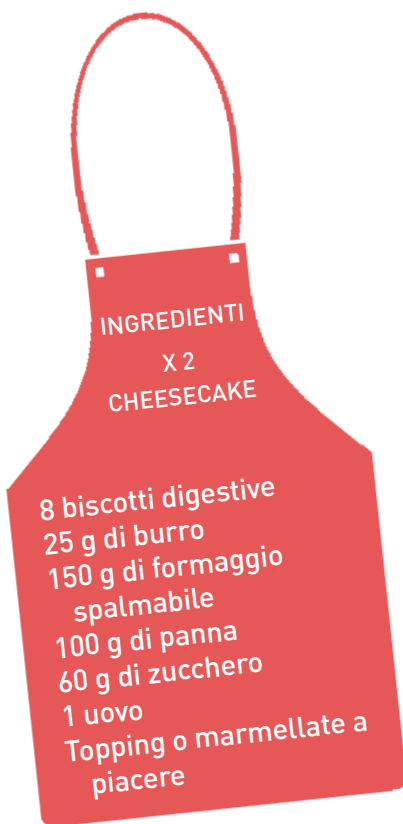 INGREDIENTI
X 2
CHEESECAKE
8 biscotti digestive
25 g di burro
150 g di formaggio
spalmabile
100 g di panna
60 g di zucchero
1 uovo
Topping o marmellate a
piacere